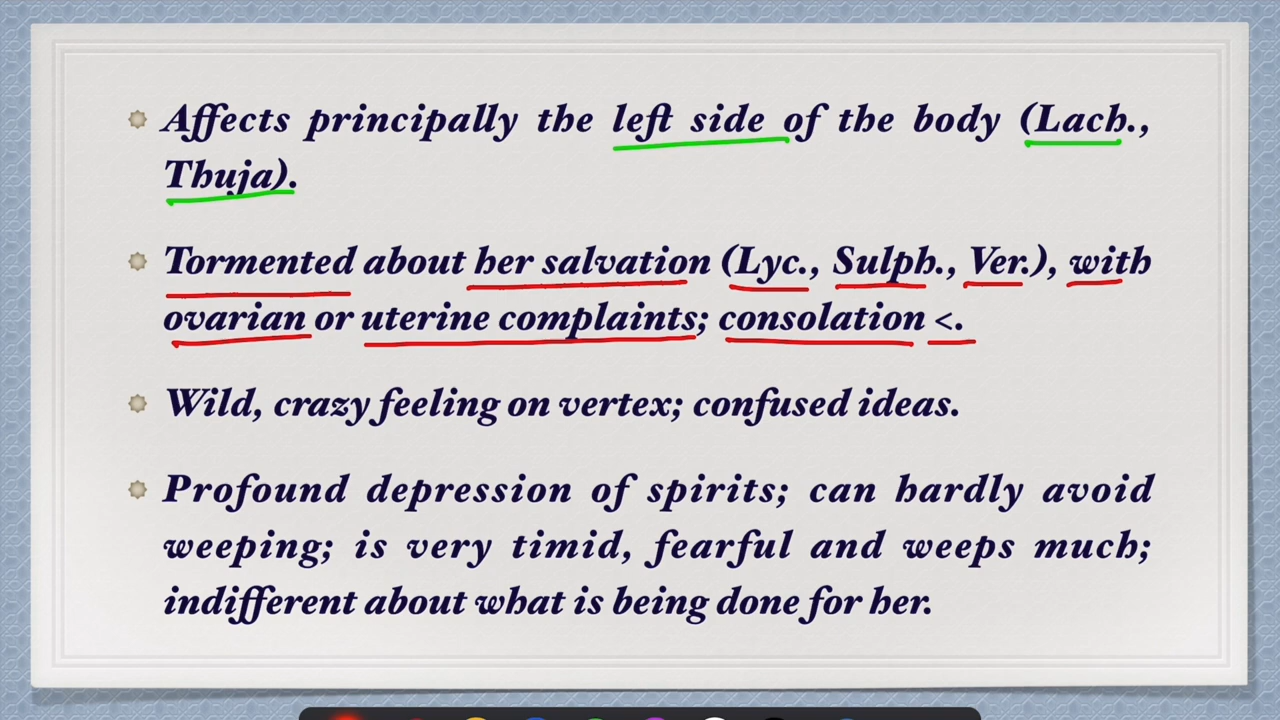 Affects principally the left side of the body (Lach.,
Thuja).
Tormented about her salvation (Lyc., Sulph., Ver.), with
ovarian or uterine complaints; consolation <.
Wild, crazy feeling on vertex; confused ideas.
Profound depression of spirits; can hardly avoid
weeping; is very timid, fearful and weeps much;
indifferent about what is being done for her.